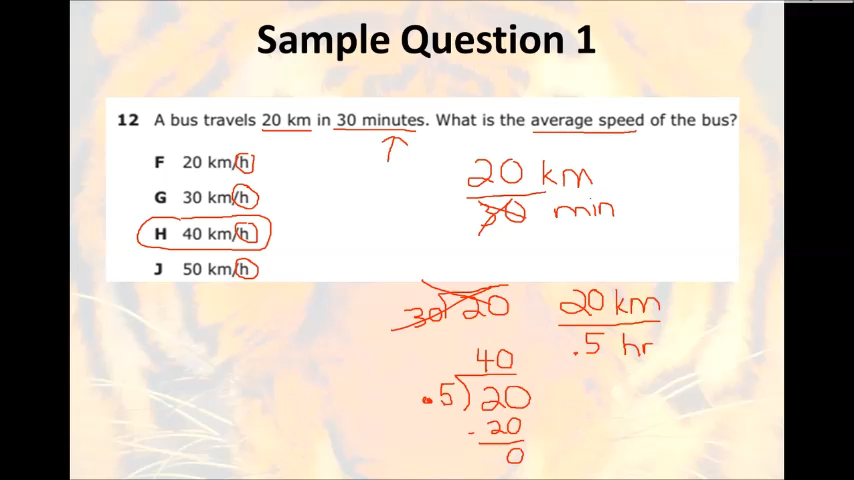 Sample Question 1
12 A bus travels 20 km in 30 minutes. What is the average speed of the bus?
F 20 km/h
G 30 km/h
H 40 km/h
J 50 km/h
20 km
30 min
30 20
20 km
.5 hr
40
.5 20
- 20
0